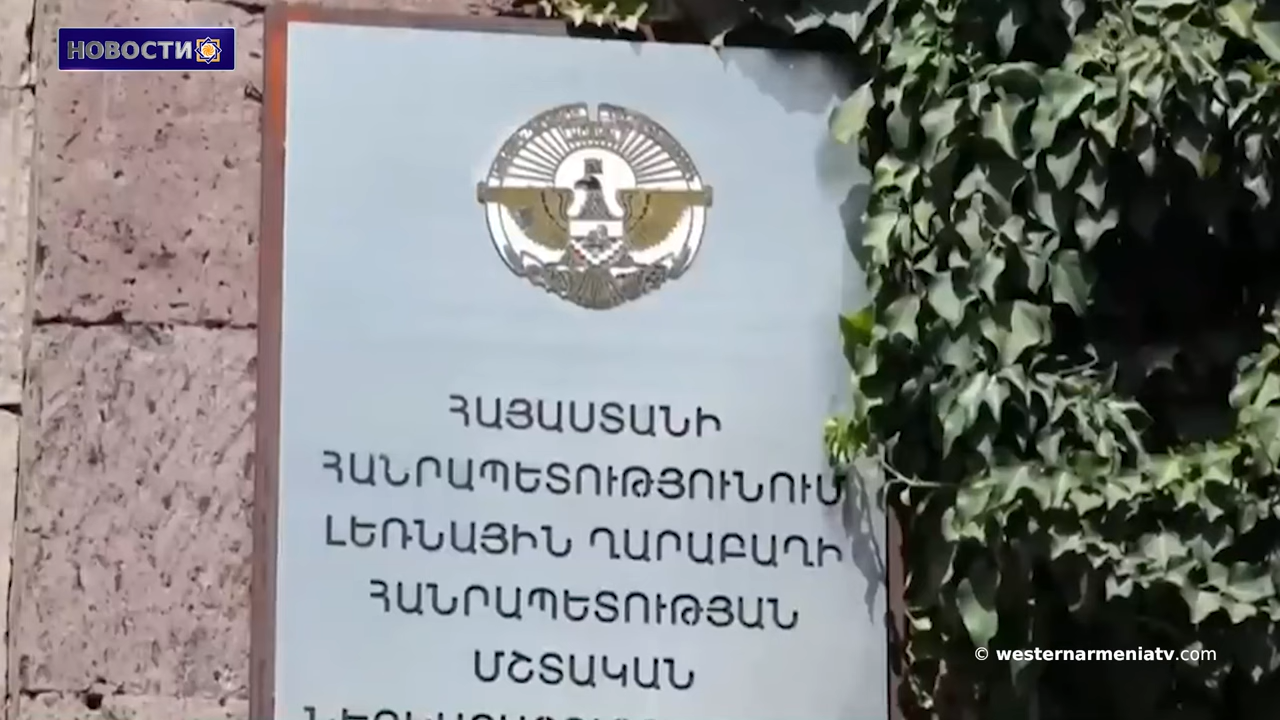 НОВОСТИ
ՀԱՅԱՍՏԱՆԻ
ՀԱՆՐԱՊԵՏՈՒԹՅՈՒՆՈՒՄ
ԼԵՌՆԱՅԻՆ ՂԱՐԱԲԱՂԻ
ՀԱՆՐԱՊԵՏՈՒԹՅԱՆ
ՄՇՏԱԿԱՆ
© westernarmeniatv.com